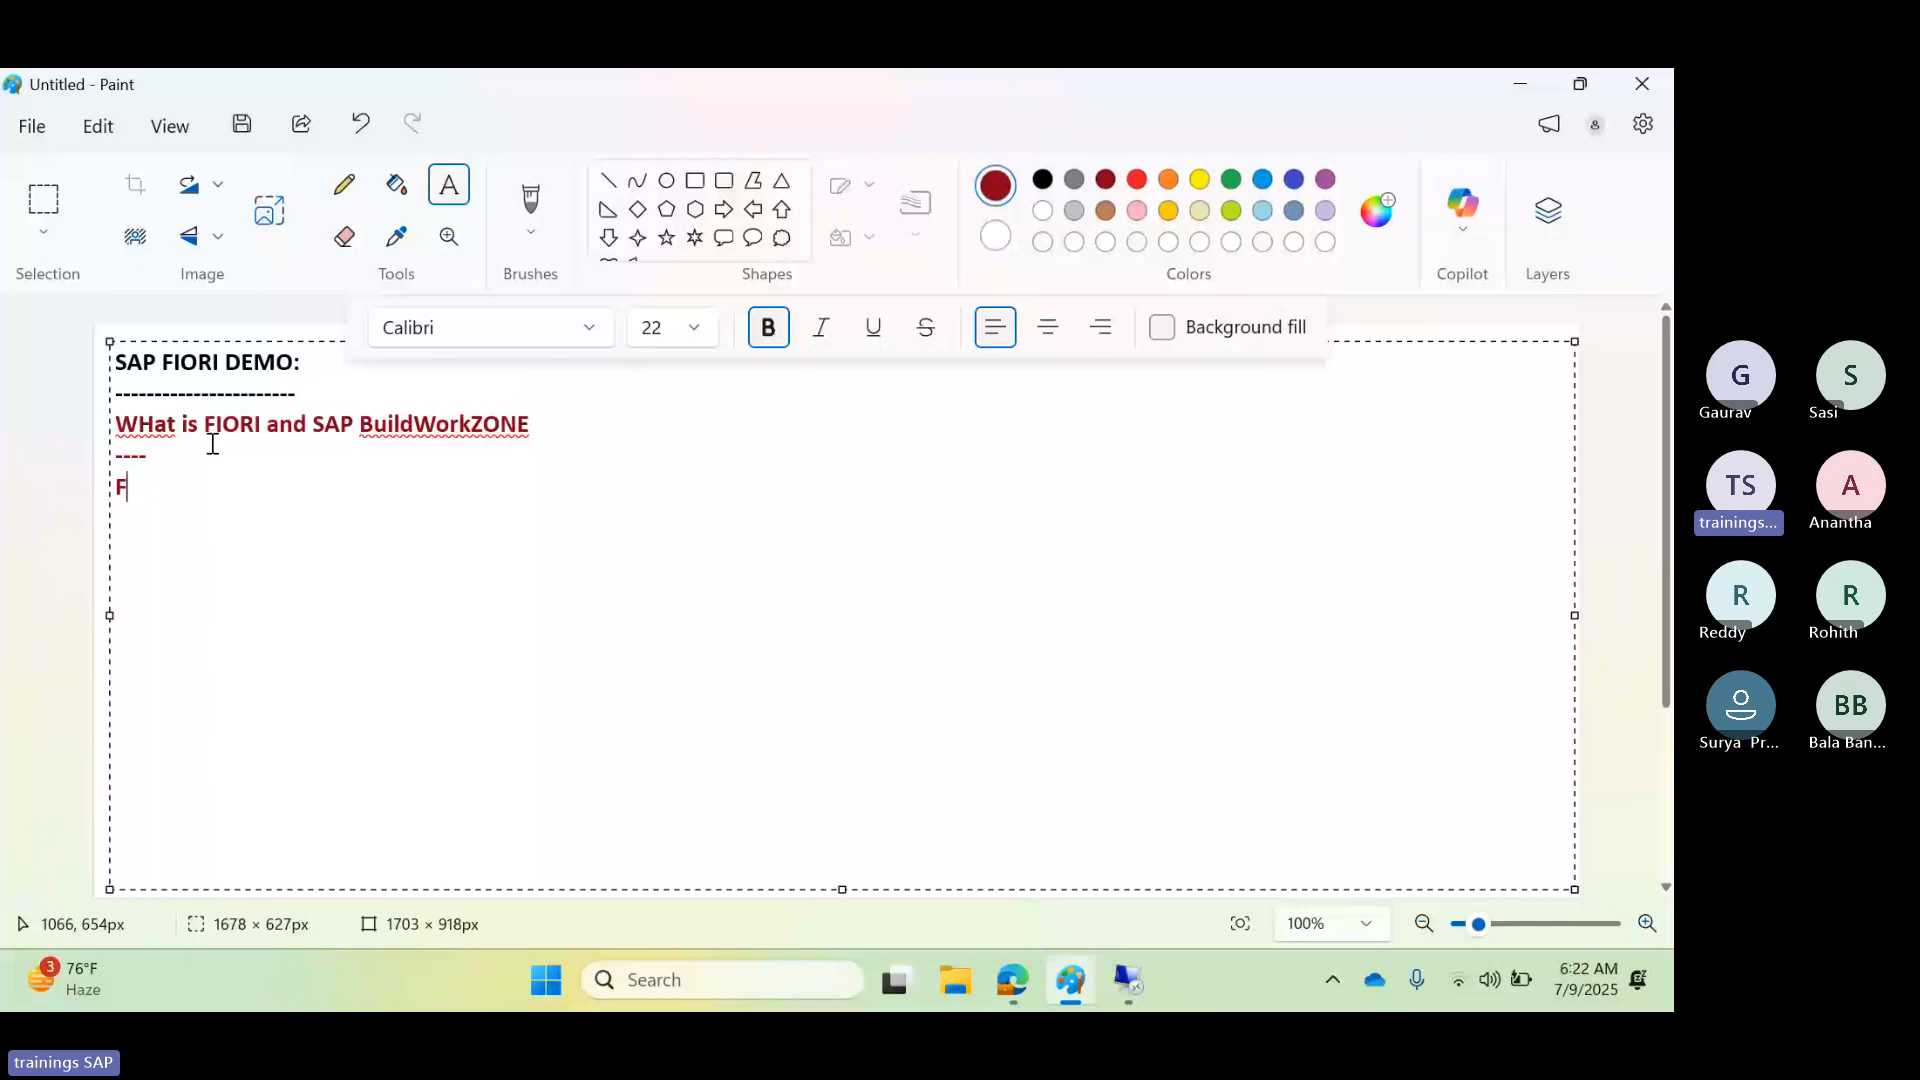 Untitled - Paint
File Edit View
A
Selection Image Tools Brushes Shapes Colors Copilot Layers
Calibri 22 B I U S Background fill
SAP FIORI DEMO:
-----------------------
WHat is FIORI and SAP BuildWorkZONE
----
F
1066, 654px 1678 × 627px 1703 × 918px 100%
3 76°F
Haze
Search
6:22 AM
7/9/2025
G
Gaurav
S
Sasi
TS
trainings...
A
Anantha
R
Reddy
R
Rohith
Surya Pr...
BB
Bala Ban...
trainings SAP